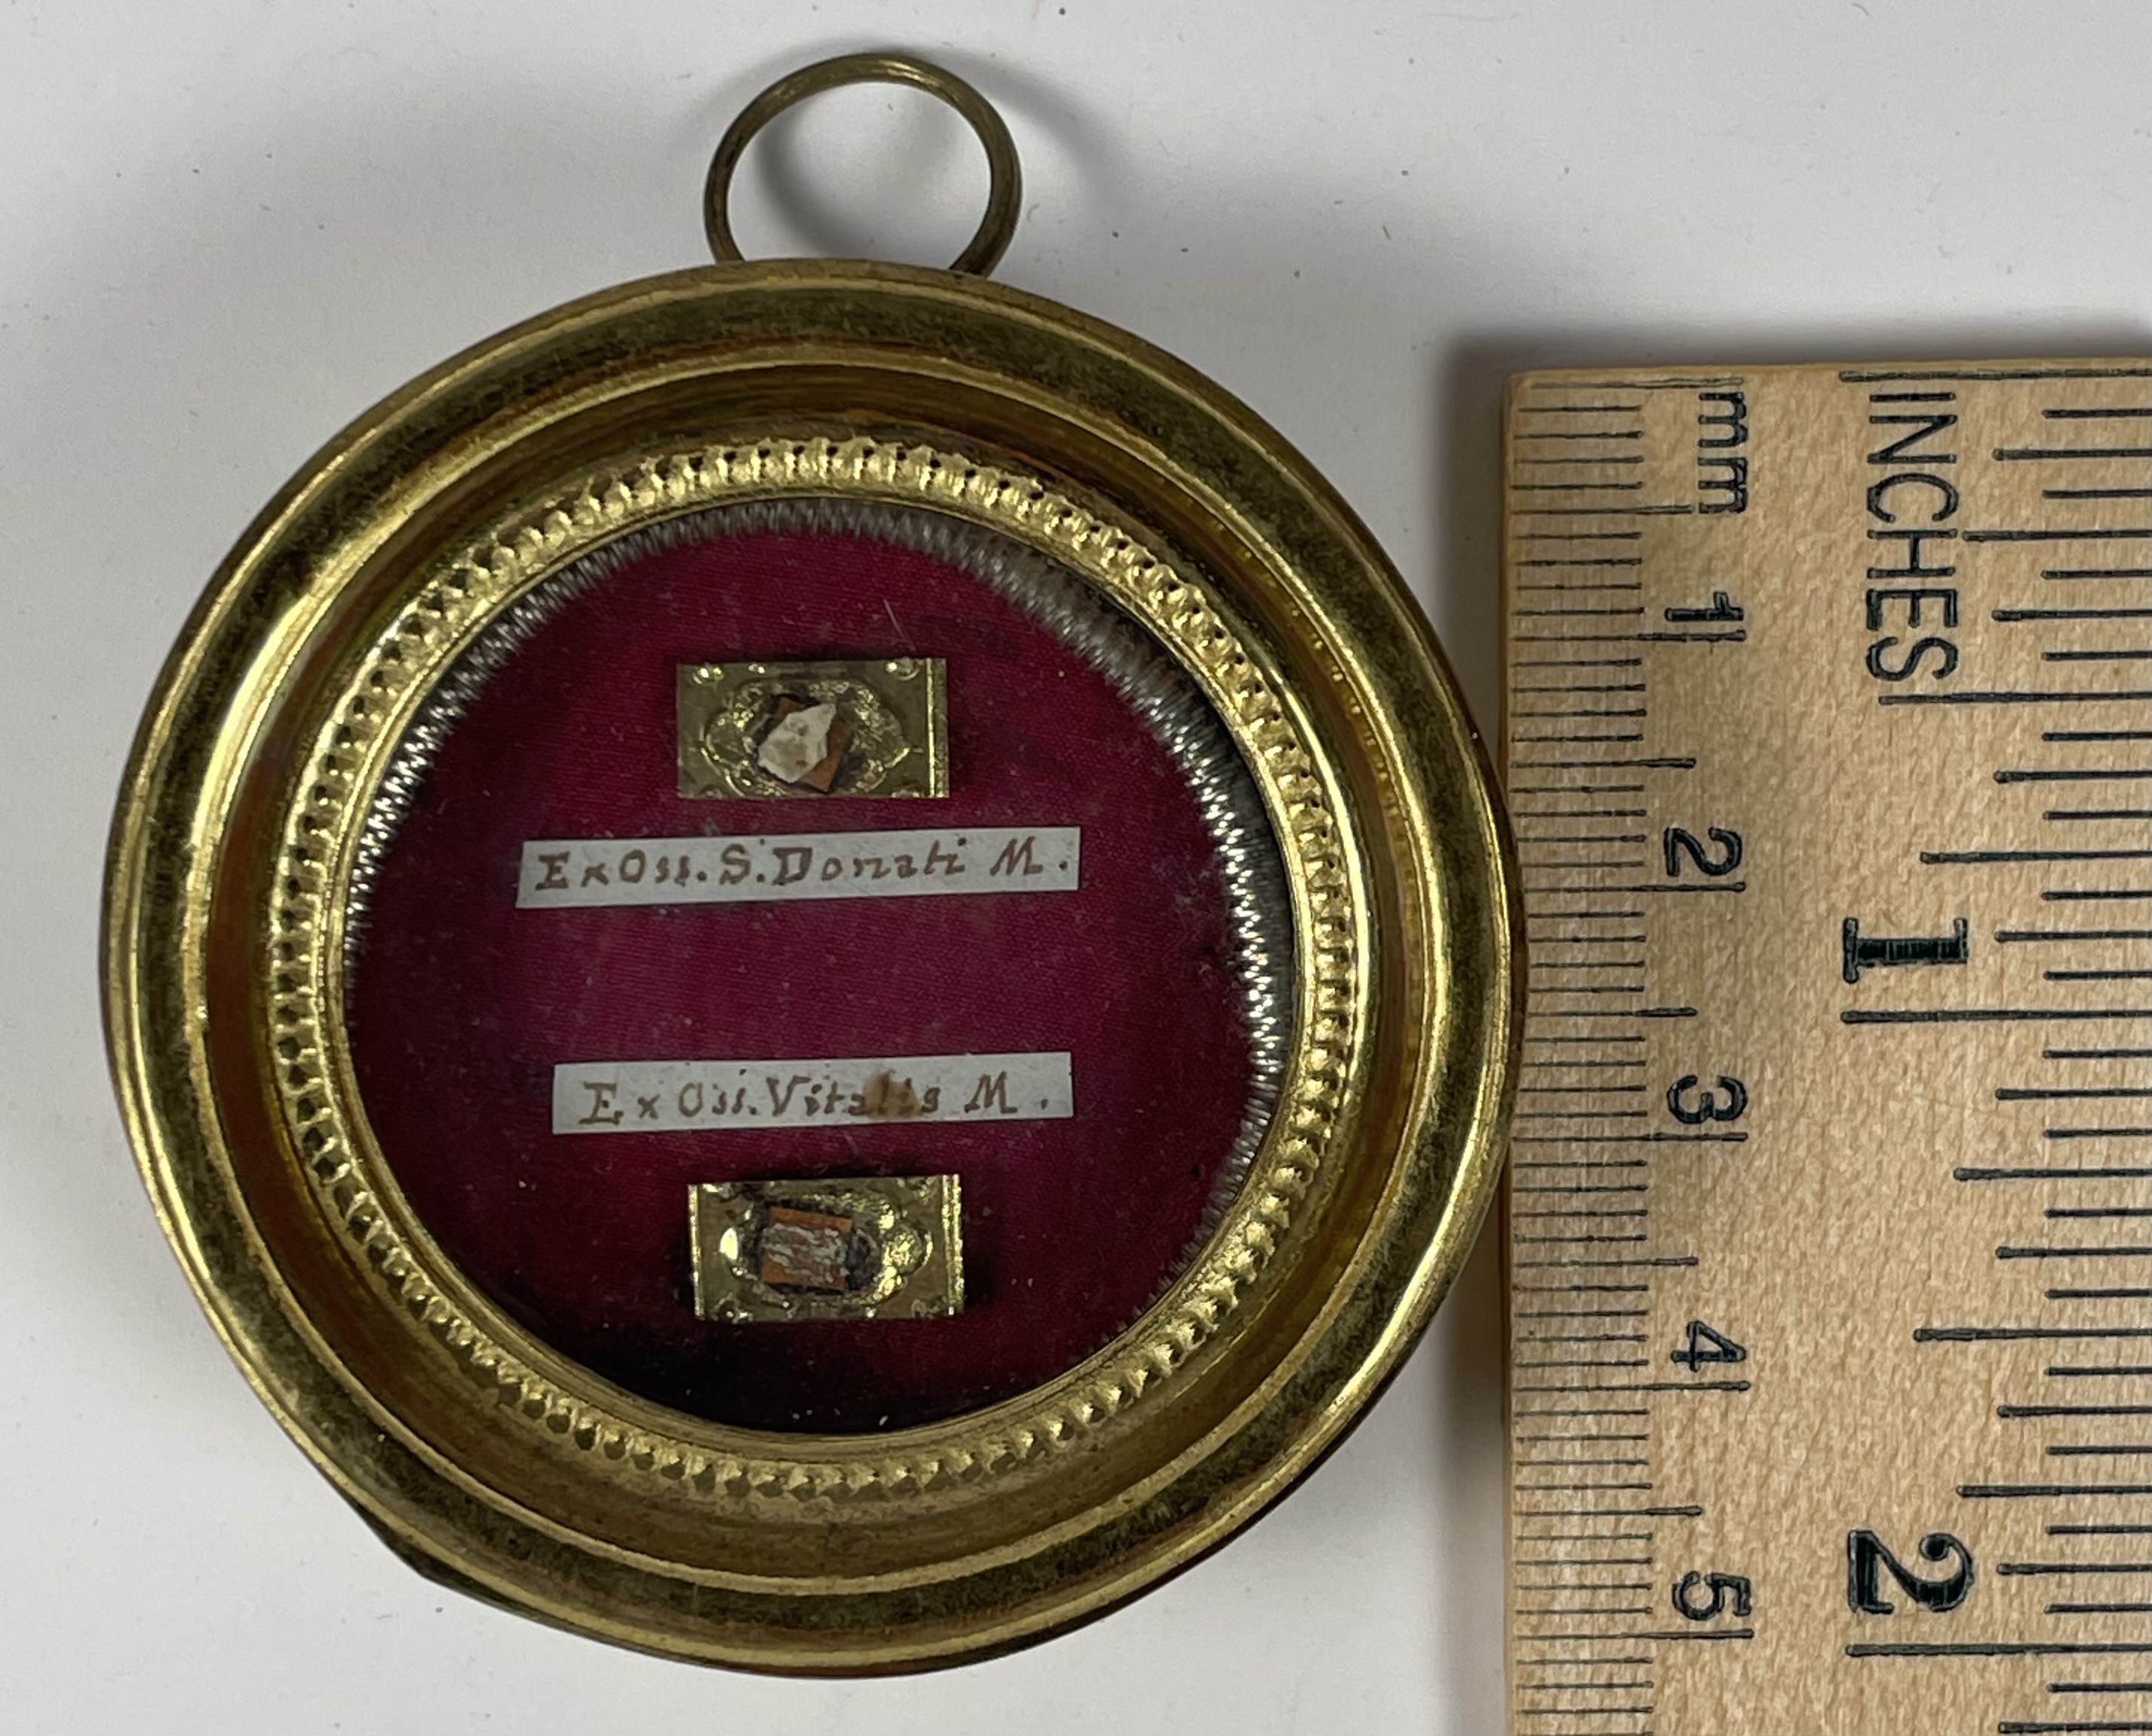 Ex Oss. S. Donati M.
Ex Oss. Vitalis M.
mm 1 2 3 4 5
INCHES 1 2